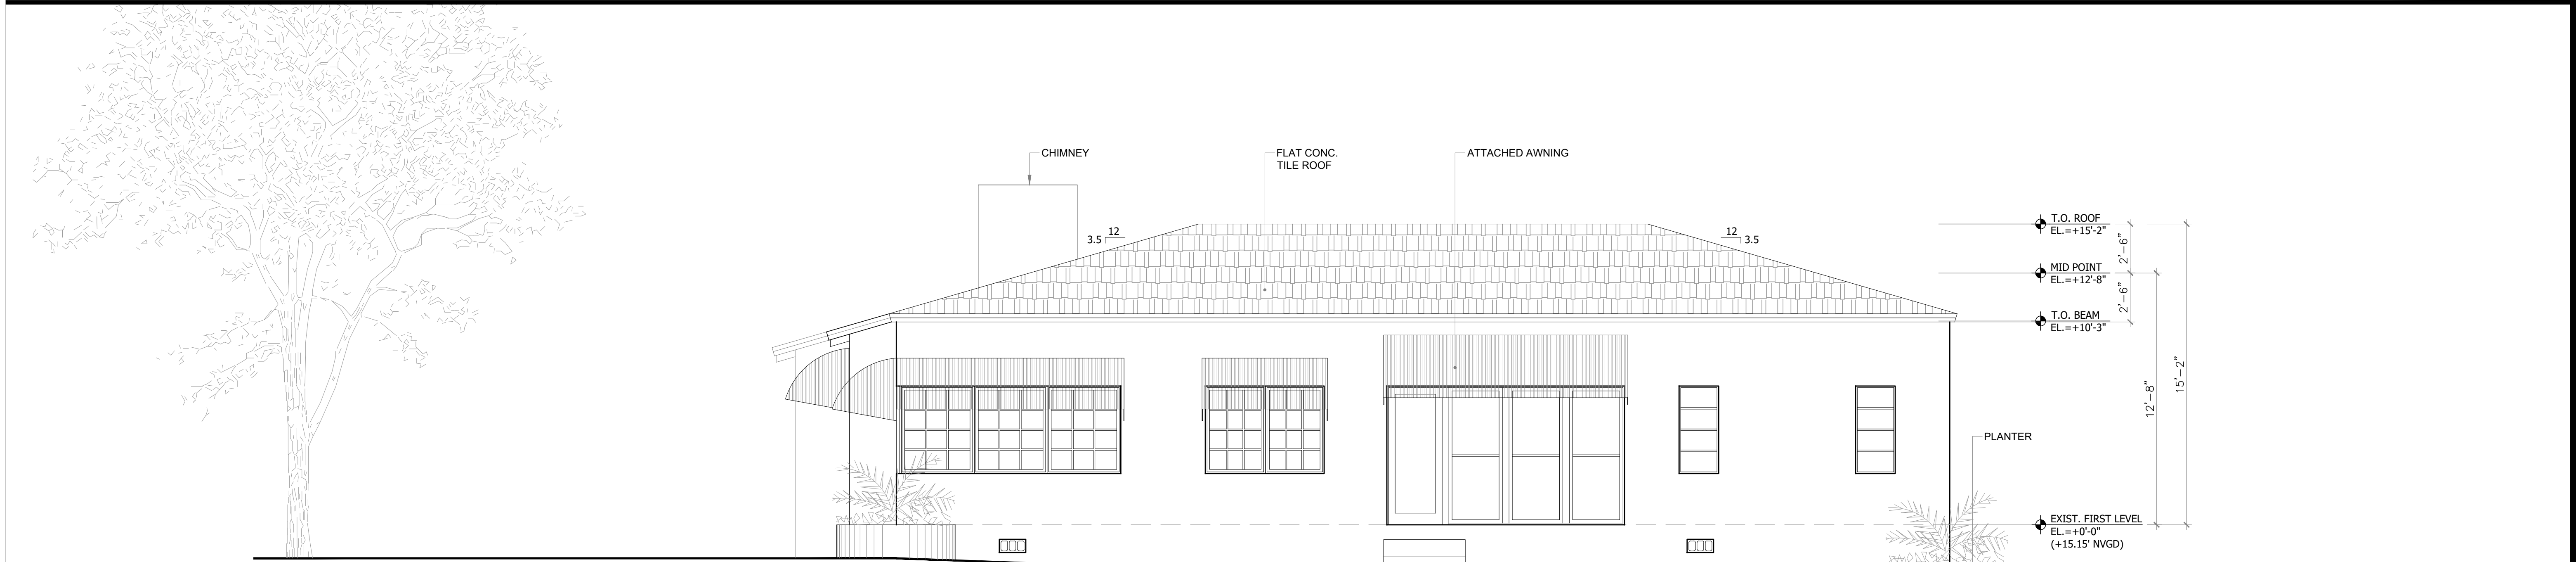 CHIMNEY
FLAT CONC.
TILE ROOF
ATTACHED AWNING
12
3.5
12
3.5
T.O. ROOF
EL.=+15'-2"
2'-6"
MID POINT
EL.=+12'-8"
2'-6"
T.O. BEAM
EL.=+10'-3"
12'-8"
15'-2"
PLANTER
EXIST. FIRST LEVEL
EL.=+0'-0"
(+15.15' NVGD)